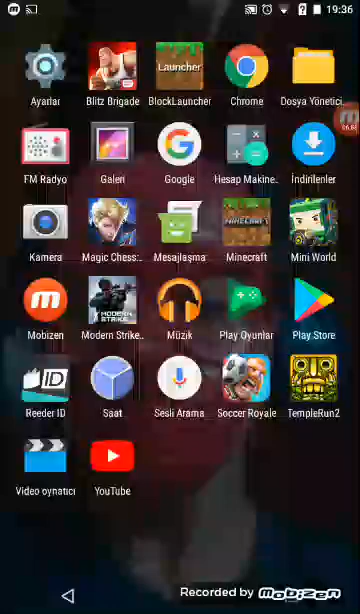 19:36
Ayarlar
Blitz Brigade
BlockLauncher
Chrome
Dosya Yönetici
Launcher
FM Radyo
Galeri
Google
Hesap Makine..
İndirilenler
Kamera
Magic Chess:..
Mesajlaşma
Minecraft
Mini World
MINECRAFT
Mobizen
Modern Strike..
Müzik
Play Oyunlar
Play Store
MODERN
STRIKE
Reeder ID
Saat
Sesli Arama
Soccer Royale
TempleRun2
ID
Video oynatıcı
YouTube
Recorded by mobizen